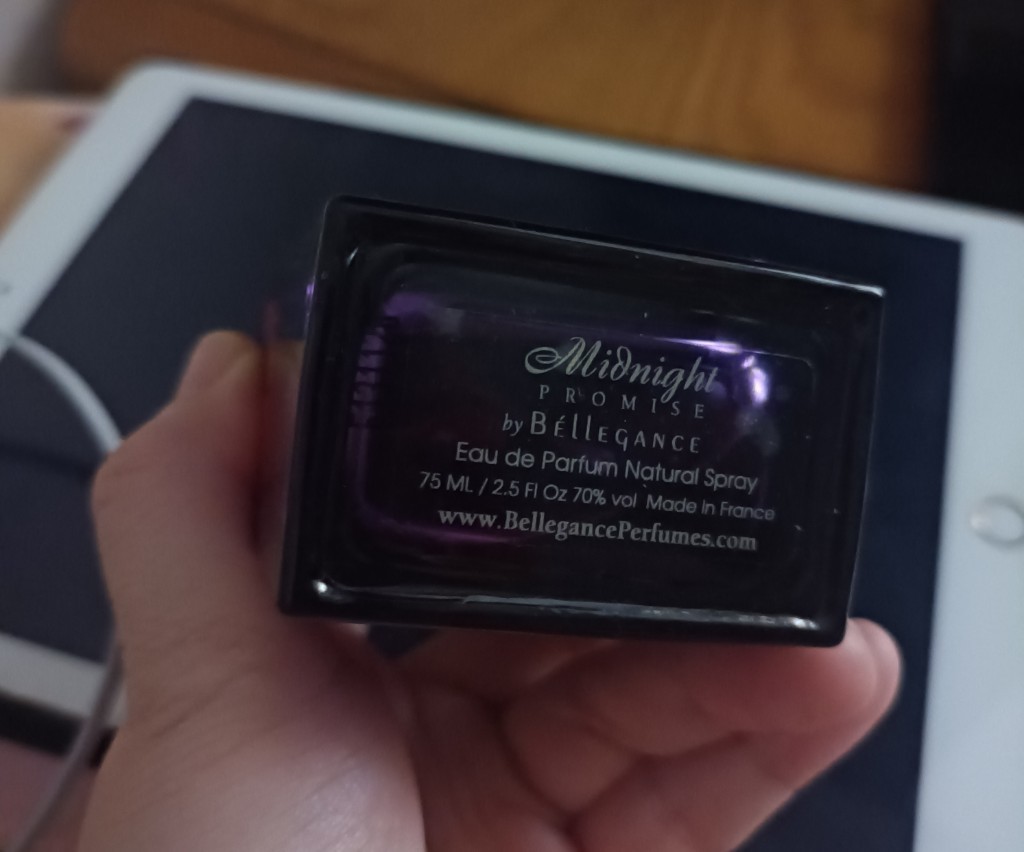 Midnight
PROMISE
by BéllEGANCE
Eau de Parfum Natural Spray
75 ML / 2.5 Fl Oz 70% vol Made In France
www.BellegancePerfumes.com